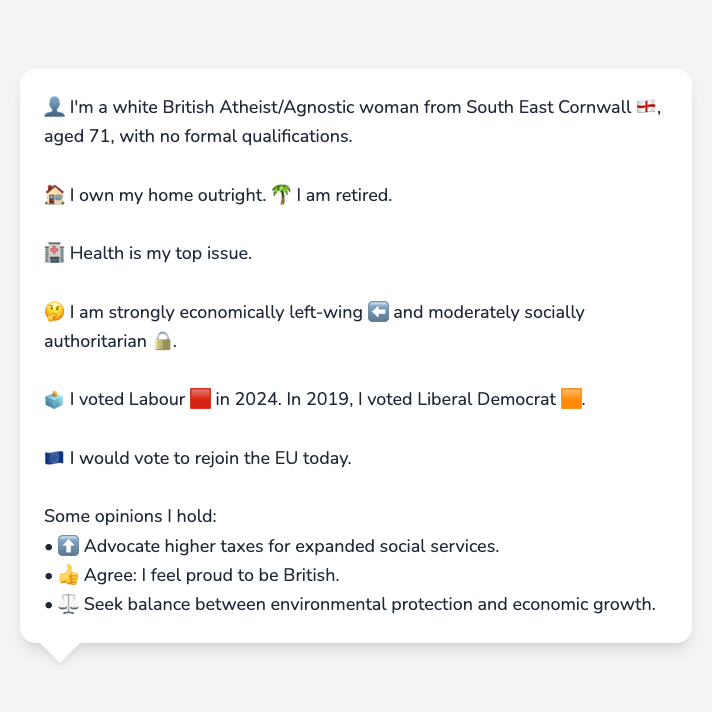 👤 I'm a white British Atheist/Agnostic woman from South East Cornwall 🏴󠁧󠁢󠁥󠁮󠁧󠁿,
aged 71, with no formal qualifications.
🏠 I own my home outright. 🌴 I am retired.
🏥 Health is my top issue.
🤔 I am strongly economically left-wing ⬅️ and moderately socially
authoritarian 🔒.
🗳️ I voted Labour 🟥 in 2024. In 2019, I voted Liberal Democrat 🟧.
🇪🇺 I would vote to rejoin the EU today.
Some opinions I hold:
• ⬆️ Advocate higher taxes for expanded social services.
• 👍 Agree: I feel proud to be British.
• ⚖️ Seek balance between environmental protection and economic growth.